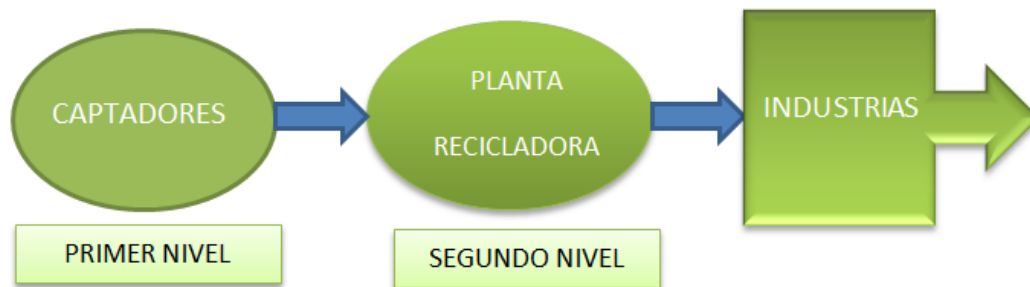 CAPTADORES
PLANTA
RECICLADORA
INDUSTRIAS
PRIMER NIVEL
SEGUNDO NIVEL